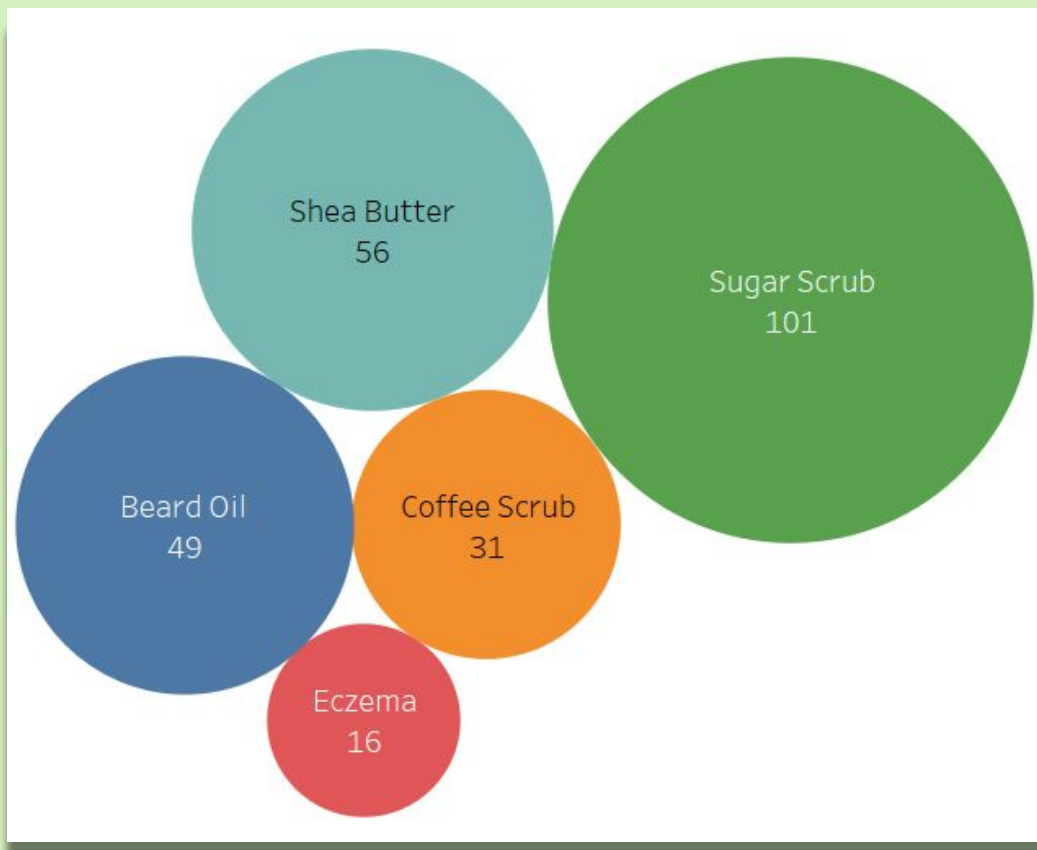 Shea Butter
56
Sugar Scrub
101
Beard Oil
49
Coffee Scrub
31
Eczema
16